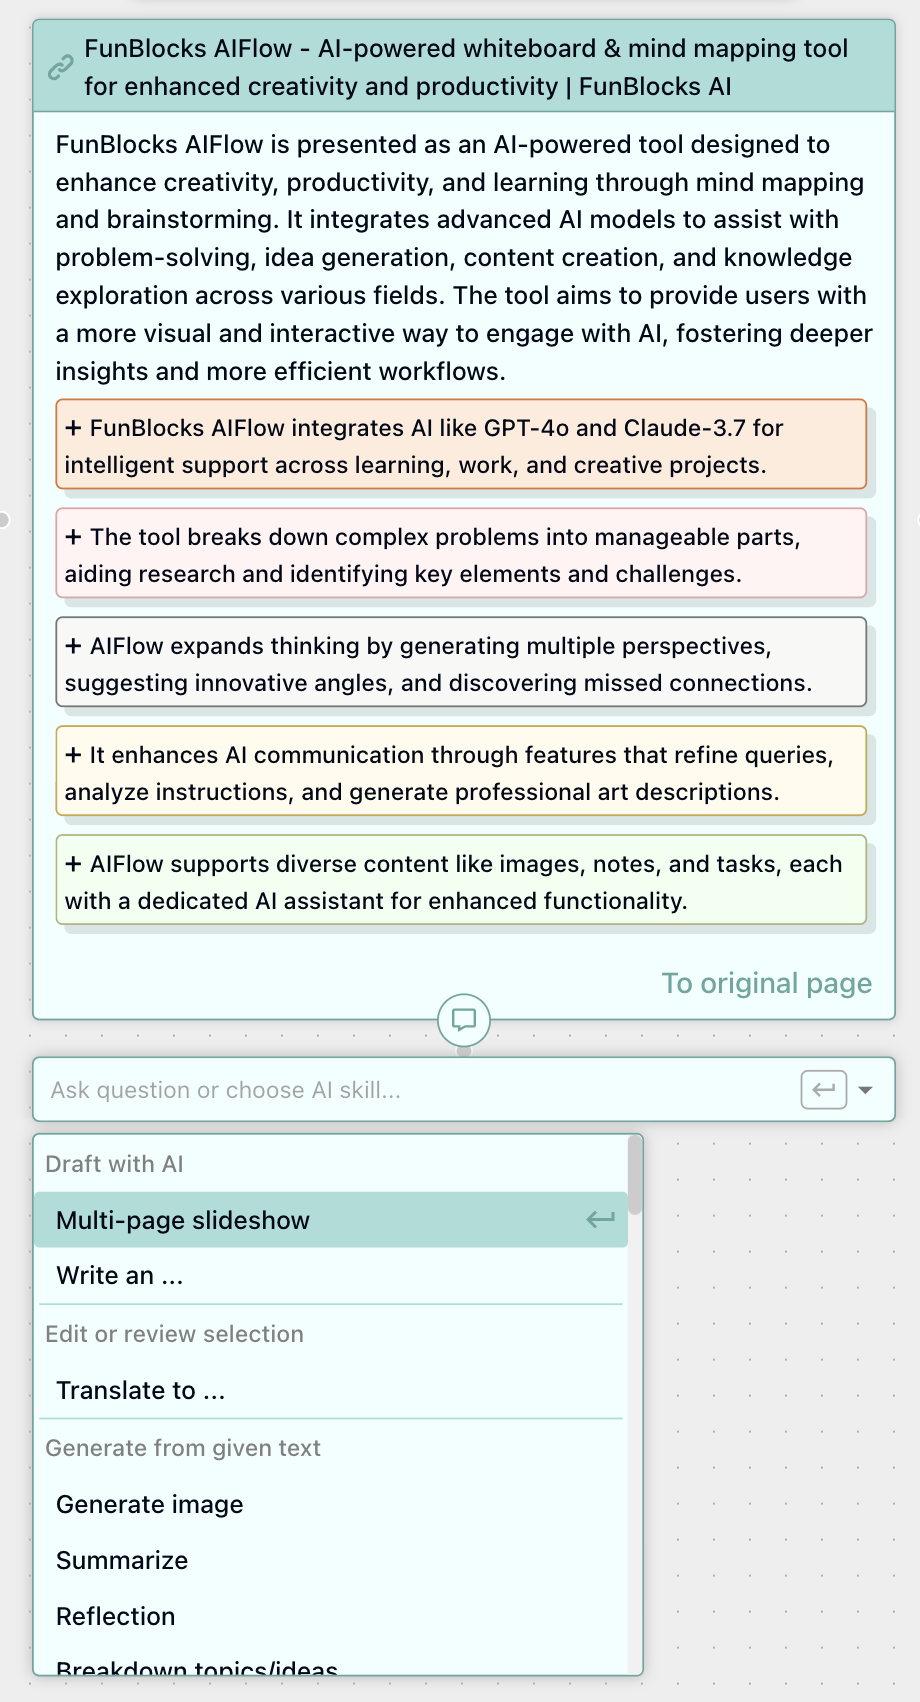 FunBlocks AIFlow - AI-powered whiteboard & mind mapping tool
for enhanced creativity and productivity | FunBlocks AI
FunBlocks AIFlow is presented as an AI-powered tool designed to
enhance creativity, productivity, and learning through mind mapping
and brainstorming. It integrates advanced AI models to assist with
problem-solving, idea generation, content creation, and knowledge
exploration across various fields. The tool aims to provide users with
a more visual and interactive way to engage with AI, fostering deeper
insights and more efficient workflows.
+ FunBlocks AIFlow integrates AI like GPT-4o and Claude-3.7 for
intelligent support across learning, work, and creative projects.
+ The tool breaks down complex problems into manageable parts,
aiding research and identifying key elements and challenges.
+ AIFlow expands thinking by generating multiple perspectives,
suggesting innovative angles, and discovering missed connections.
+ It enhances AI communication through features that refine queries,
analyze instructions, and generate professional art descriptions.
+ AIFlow supports diverse content like images, notes, and tasks, each
with a dedicated AI assistant for enhanced functionality.
To original page
Ask question or choose AI skill...
Draft with AI
Multi-page slideshow
Write an ...
Edit or review selection
Translate to ...
Generate from given text
Generate image
Summarize
Reflection
Breakdown topics/ideas